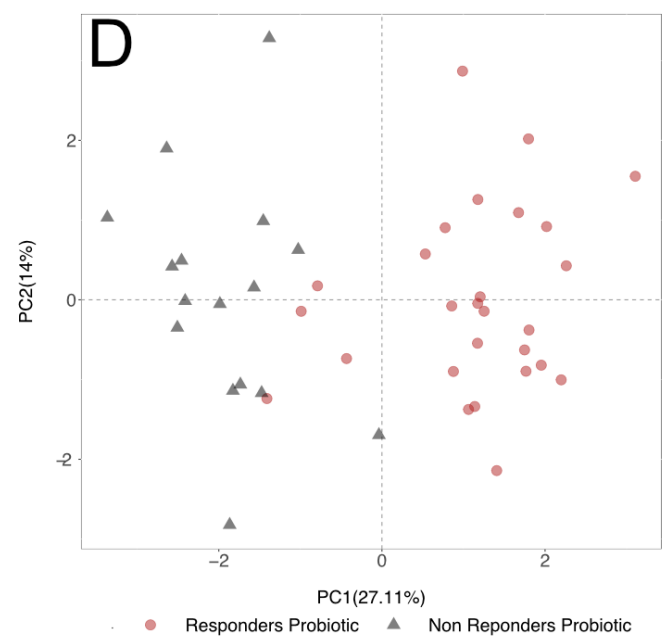 D
2
0
−2
PC2(14%)
−2
0
2
PC1(27.11%)
Responders Probiotic
Non Reponders Probiotic